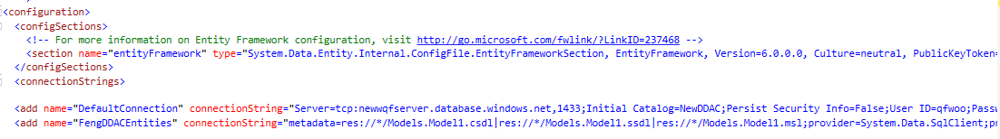 <configuration>
<configSections>
<!-- For more information on Entity Framework configuration, visit http://go.microsoft.com/fwlink/?LinkID=237468 -->
<section name="entityFramework" type="System.Data.Entity.Internal.ConfigFile.EntityFrameworkSection, EntityFramework, Version=6.0.0.0, Culture=neutral, PublicKeyToken=
</configSections>
<connectionStrings>
<add name="DefaultConnection" connectionString="Server=tcp:newwqfserver.database.windows.net,1433;Initial Catalog=NewDDAC;Persist Security Info=False;User ID=qfwoo;Passw
<add name="FengDDACEntities" connectionString="metadata=res://*/Models.Model1.csdl|res://*/Models.Model1.ssdl|res://*/Models.Model1.msl;provider=System.Data.SqlClient;pr